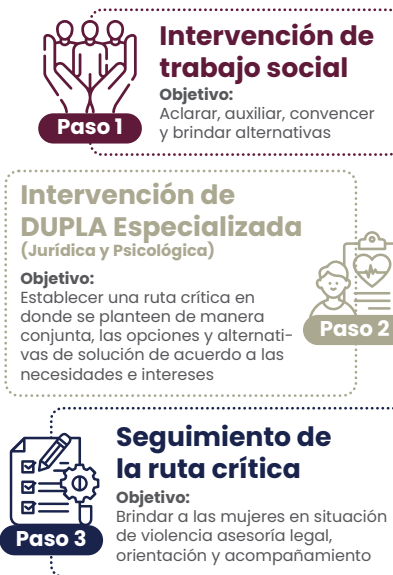 Intervención de
trabajo social
Objetivo:
Aclarar, auxiliar, convencer
y brindar alternativas
Paso 1
Intervención de
DUPLA Especializada
(Jurídica y Psicológica)
Objetivo:
Establecer una ruta crítica en
donde se planteen de manera
conjunta, las opciones y alternati-
vas de solución de acuerdo a las
necesidades e intereses
Paso 2
Seguimiento de
la ruta crítica
Objetivo:
Brindar a las mujeres en situación
de violencia asesoría legal,
orientación y acompañamiento
Paso 3